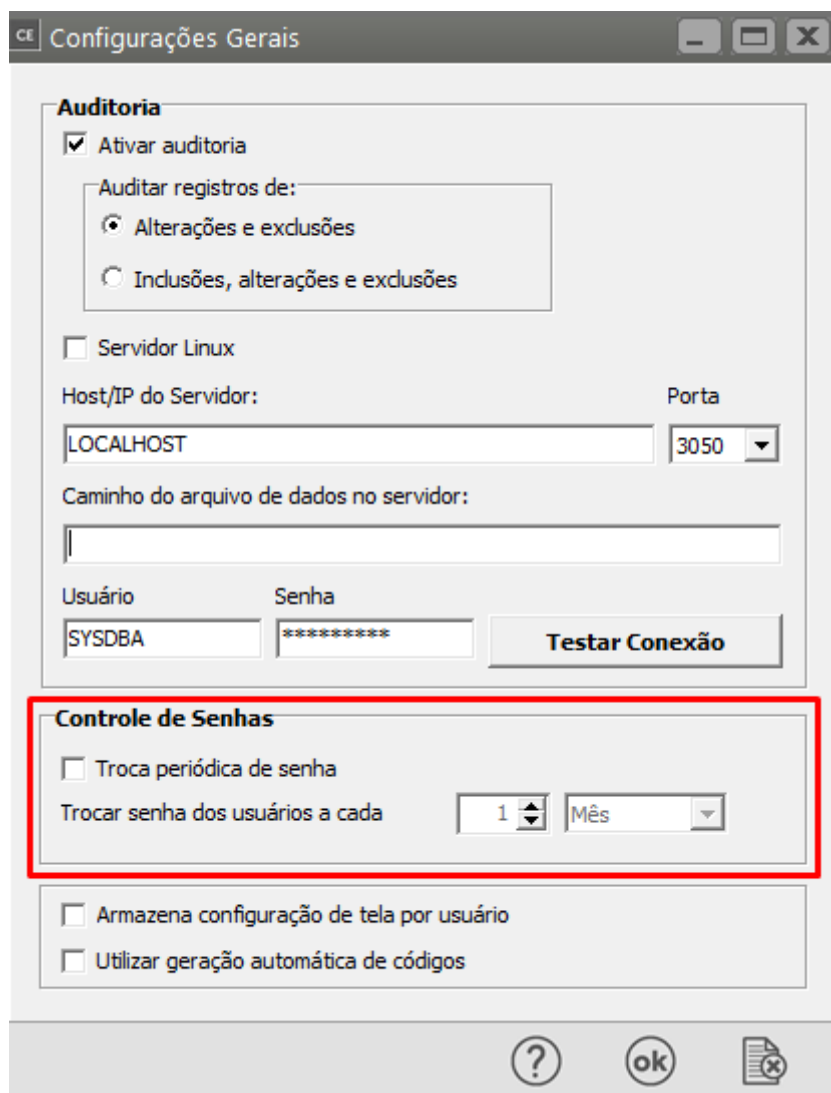 CE Configurações Gerais
Auditoria
Ativar auditoria
Auditar registros de:
Alterações e exclusões
Inclusões, alterações e exclusões
Servidor Linux
Host/IP do Servidor: Porta
LOCALHOST 3050
Caminho do arquivo de dados no servidor:
Usuário Senha
SYSDBA ********* Testar Conexão
Controle de Senhas
Troca periódica de senha
Trocar senha dos usuários a cada 1 Mês
Armazena configuração de tela por usuário
Utilizar geração automática de códigos
? ok